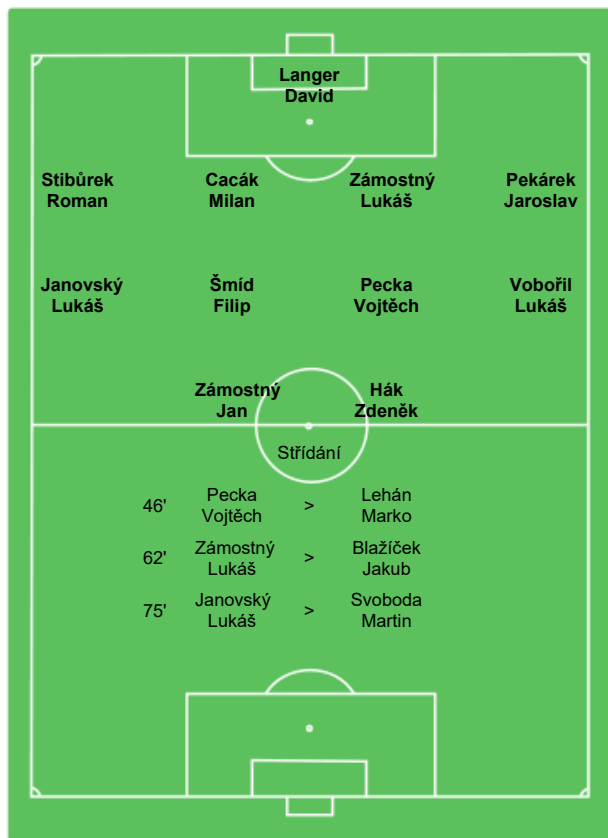 Langer
David
Stibůrek Cacák Zámostný Pekárek
Roman Milan Lukáš Jaroslav
Janovský Šmíd Pecka Vobořil
Lukáš Filip Vojtěch Lukáš
Zámostný Hák
Jan Zdeněk
Střídání
46' Pecka Vojtěch > Lehán Marko
62' Zámostný Lukáš > Blažíček Jakub
75' Janovský Lukáš > Svoboda Martin